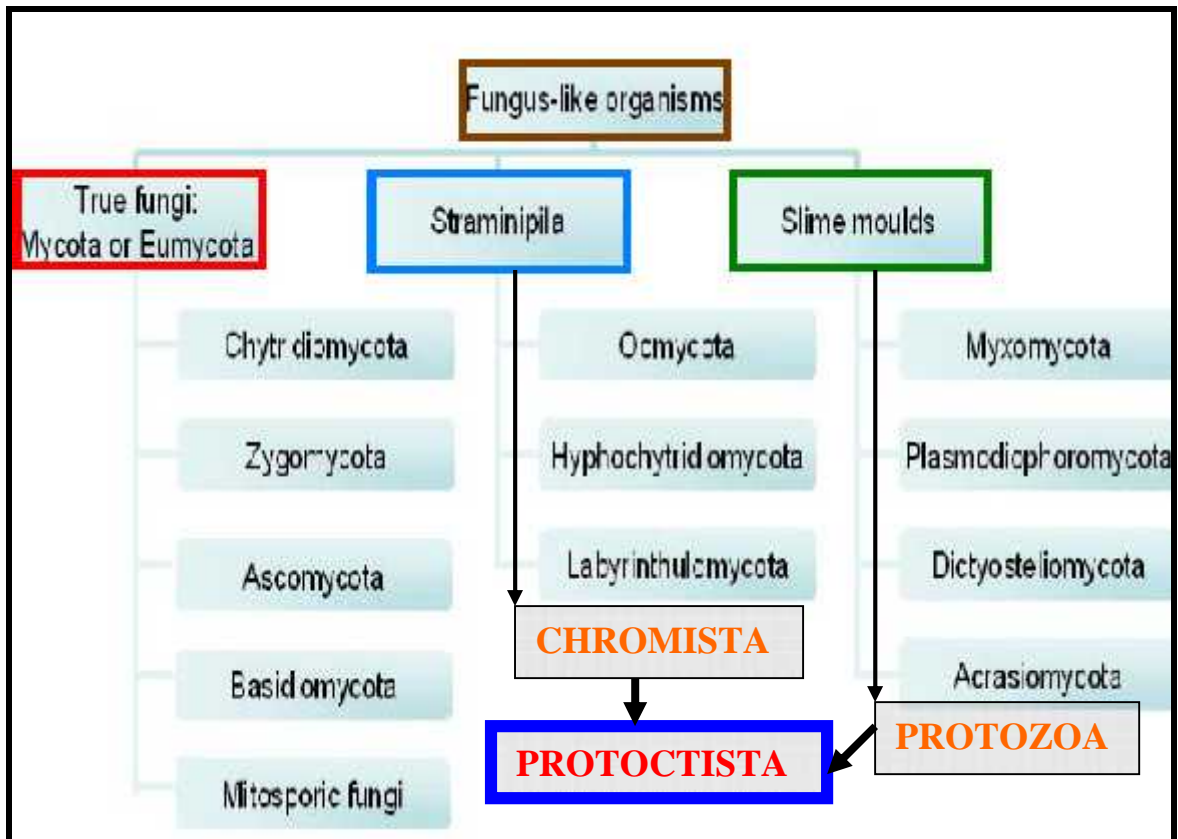 Fungus-like organisms
True fungi:
Mycota or Eumycota
Straminipila
Slime moulds
Chytridiomycota
Zygomycota
Ascomycota
Basidiomycota
Mitosporic fungi
Oomycota
Hyphochytridiomycota
Labyrinthulomycota
Myxomycota
Plasmodiophoromycota
Dictyosteliomycota
Acrasiomycota
CHROMISTA
PROTOZOA
PROTOCTISTA